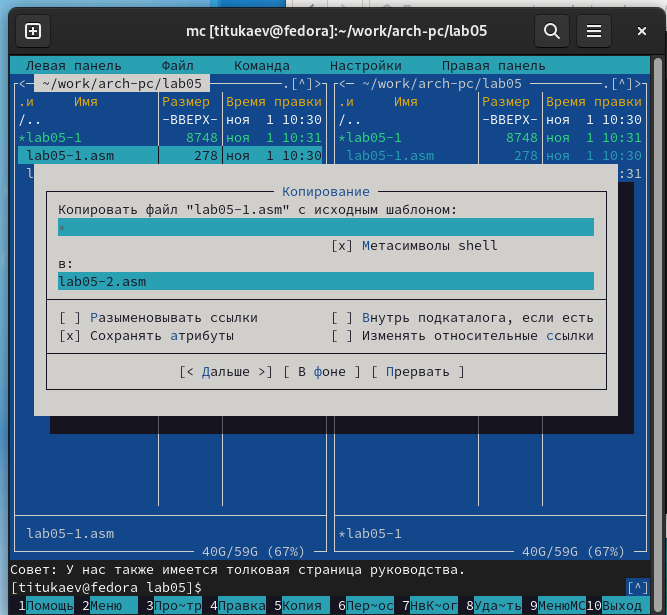 mc [titukaev@fedora]:~/work/arch-pc/lab05
Левая панель Файл Команда Настройки Правая панель
<─ ~/work/arch-pc/lab05 ─.[^]>
<─ ~/work/arch-pc/lab05 ─.[^]>
.и Имя Размер Время правки
.и Имя Размер Время правки
/.. -ВВЕРХ- ноя 1 10:30
/.. -ВВЕРХ- ноя 1 10:30
*lab05-1 8748 ноя 1 10:31
*lab05-1 8748 ноя 1 10:31
lab05-1.asm 278 ноя 1 10:30
lab05-1.asm 278 ноя 1 10:30
l
:31
Копирование
Копировать файл "lab05-1.asm" с исходным шаблоном:
*
[x] Метасимволы shell
в:
lab05-2.asm
[ ] Разыменовывать ссылки [ ] Внутрь подкаталога, если есть
[x] Сохранять атрибуты [ ] Изменять относительные ссылки
[< Дальше >] [ В фоне ] [ Прервать ]
lab05-1.asm
*lab05-1
40G/59G (67%)
40G/59G (67%)
Совет: У нас также имеется толковая страница руководства.
[titukaev@fedora lab05]$ [^]
1Помощь 2Меню 3Про~тр 4Правка 5Копия 6Пер~ос 7НвК~ог 8Уда~ть 9МенюМС 10Выход